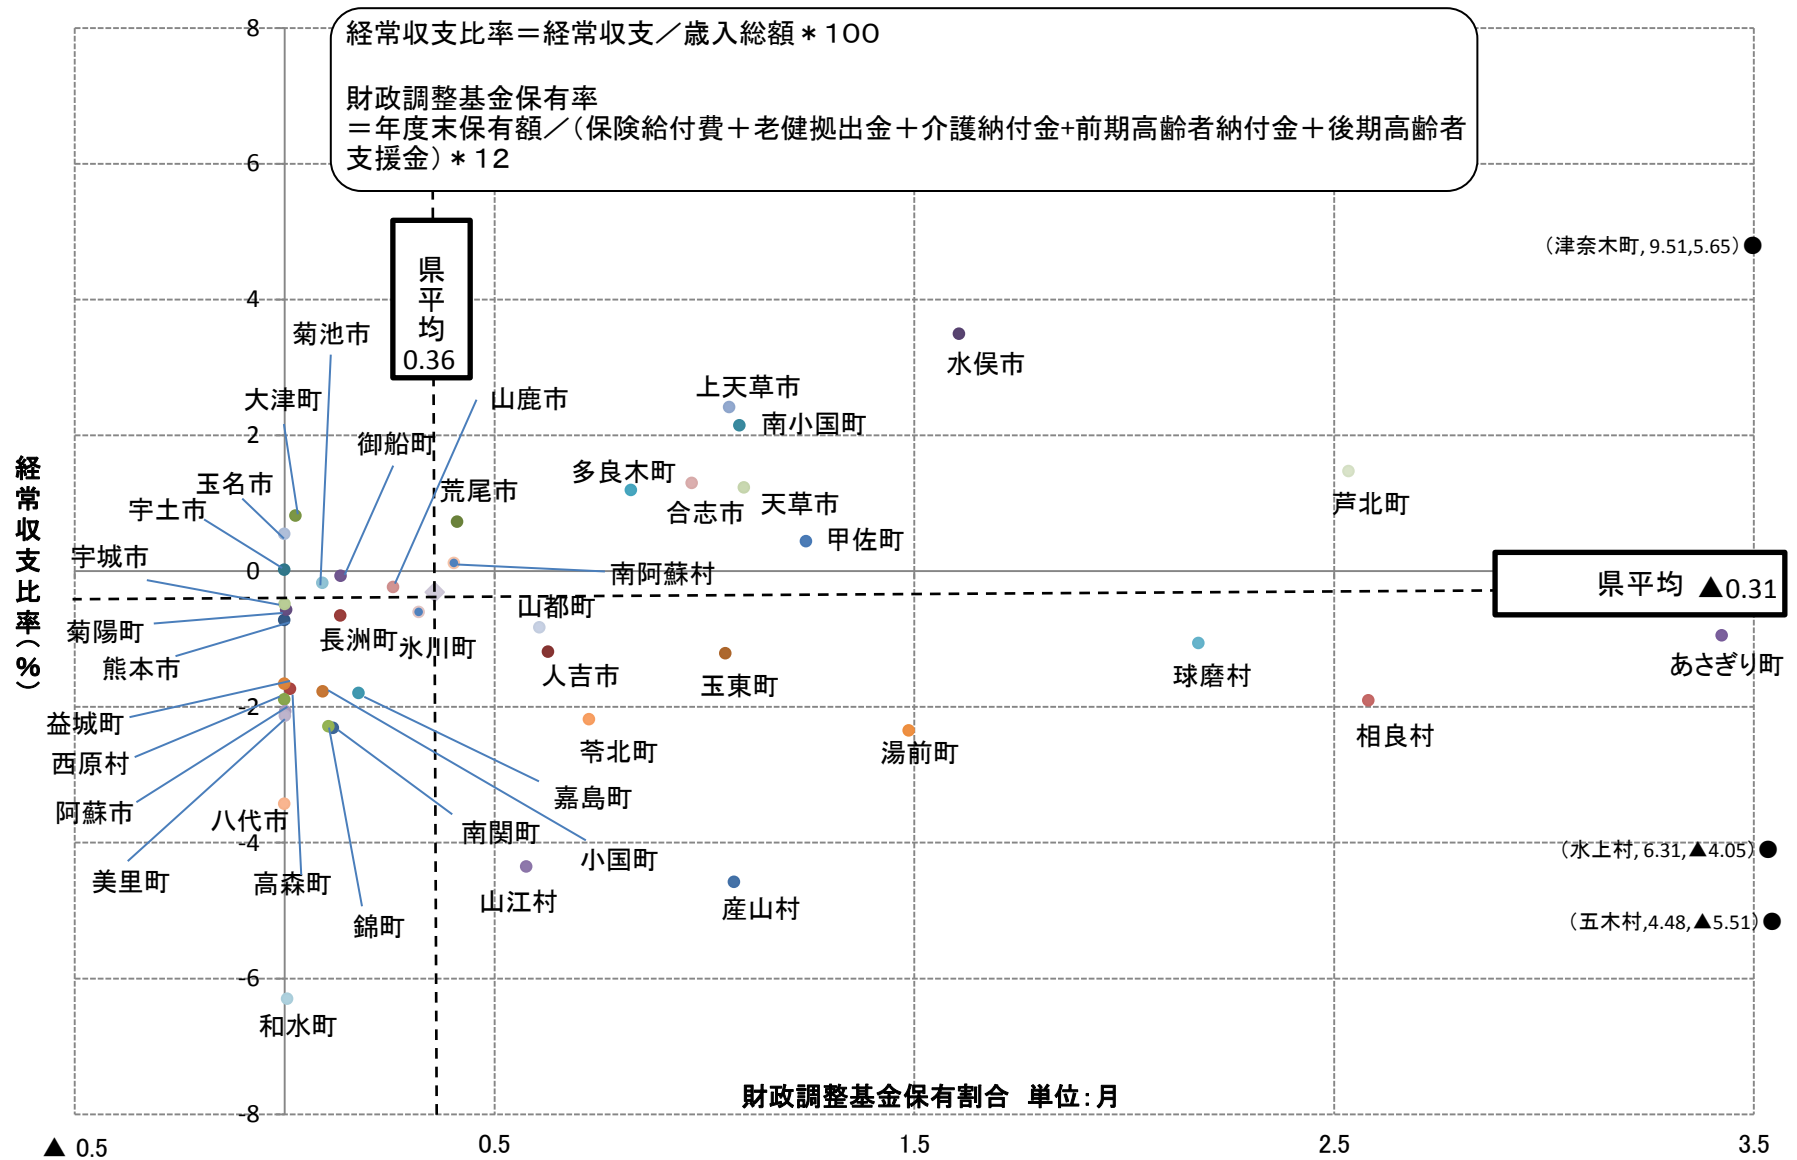 経常収支比率＝経常収支／歳入総額＊１００
財政調整基金保有率
＝年度末保有額／（保険給付費＋老健拠出金＋介護納付金+前期高齢者納付金＋後期高齢者
支援金）＊１２
8
6
4
2
0
-2
-4
-6
-8
経常収支比率（％）
県平均
0.36
（津奈木町, 9.51,5.65）
菊池市
水俣市
大津町
山鹿市
上天草市
南小国町
御船町
玉名市
荒尾市
多良木町
合志市
天草市
芦北町
宇土市
甲佐町
宇城市
南阿蘇村
県平均 ▲0.31
山都町
菊陽町
長洲町
氷川町
熊本市
人吉市
玉東町
球磨村
あさぎり町
益城町
苓北町
湯前町
相良村
西原村
嘉島町
阿蘇市
八代市
南関町
小国町
（水上村, 6.31,▲4.05）
美里町
高森町
山江村
産山村
錦町
（五木村,4.48,▲5.51）
和水町
財政調整基金保有割合 単位：月
▲ 0.5
0.5
1.5
2.5
3.5